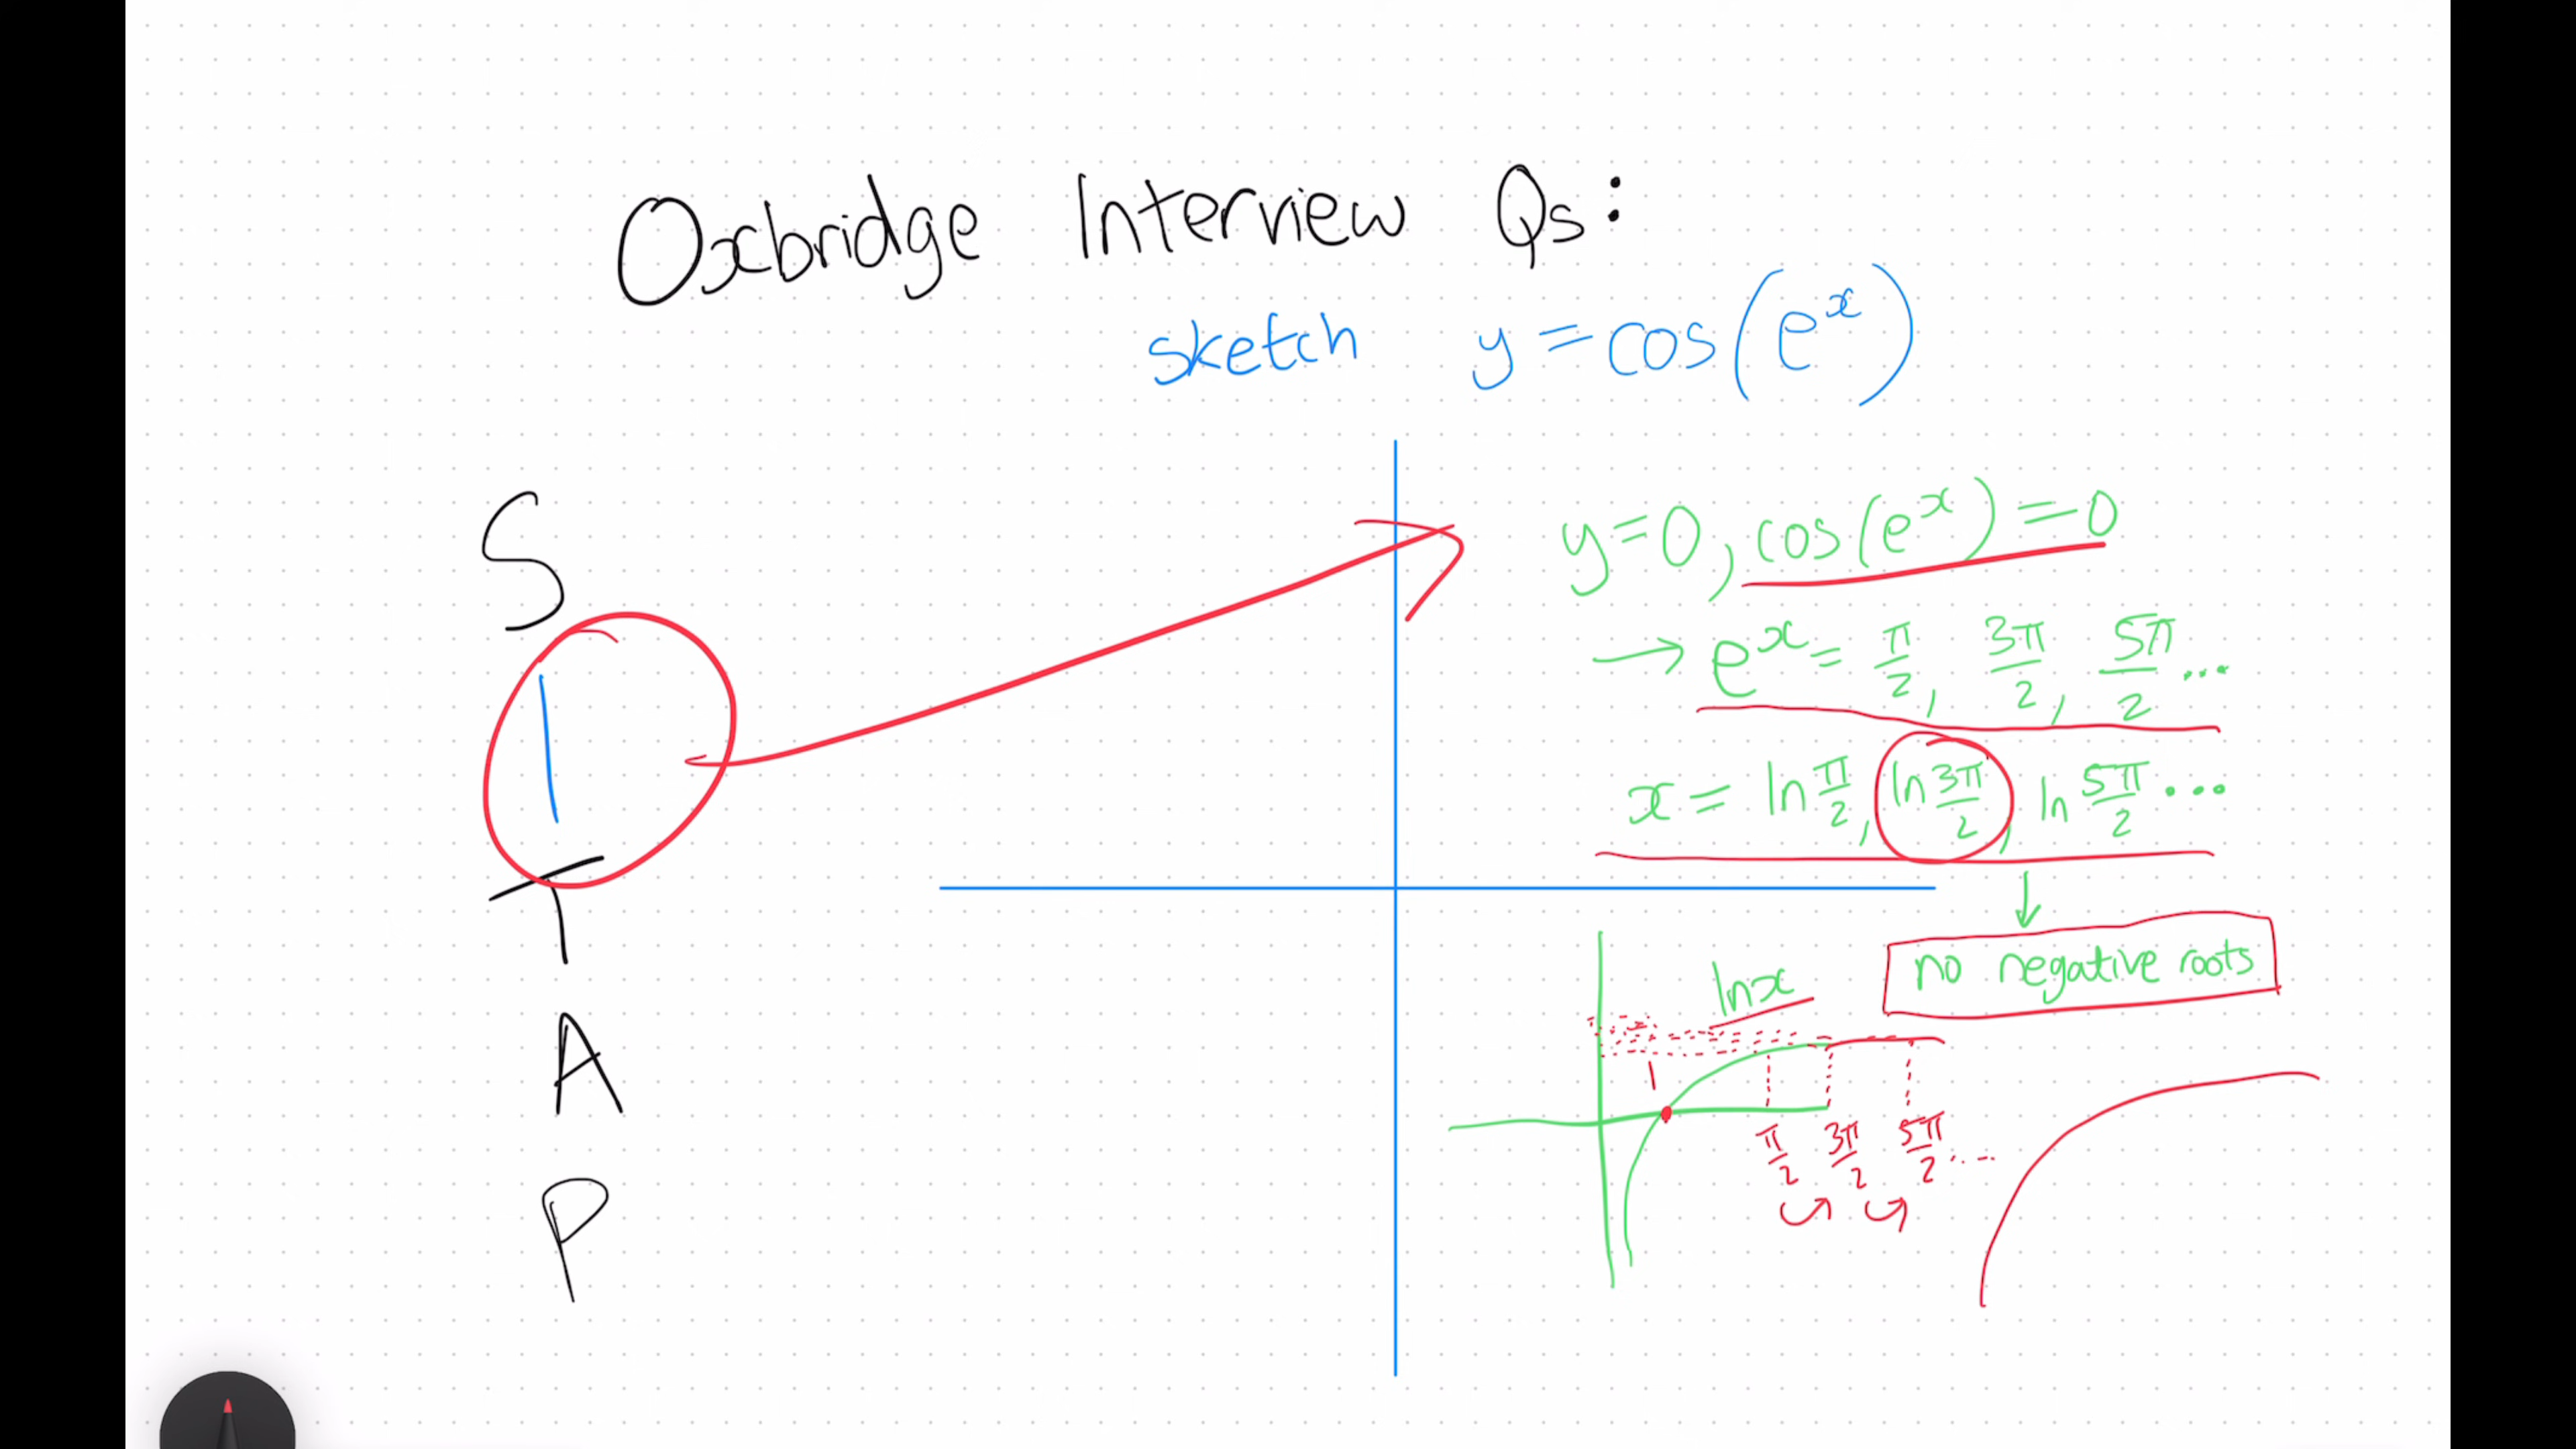 Oxbridge Interview Qs:
sketch y = cos(e^x)
S
I
T
A
P
y=0, cos(e^x)=0
→ e^x = π/2, 3π/2, 5π/2 ...
x = ln π/2, ln 3π/2, ln 5π/2 ...
↓
no negative roots
ln x
1
π/2 3π/2 5π/2 ...